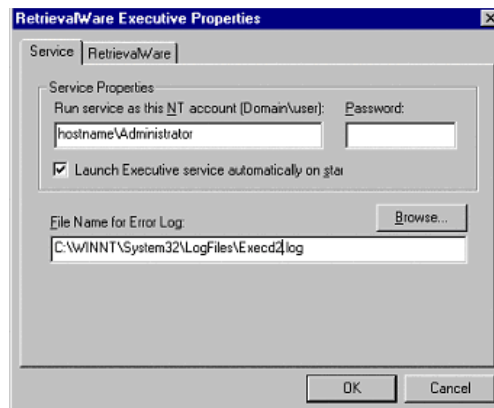 RetrievalWare Executive Properties
Service RetrievalWare
Service Properties
Run service as this NT account (Domain\user): Password:
hostname\Administrator
Launch Executive service automatically on star
File Name for Error Log: Browse...
C:\WINNT\System32\LogFiles\Execd2.log
OK Cancel